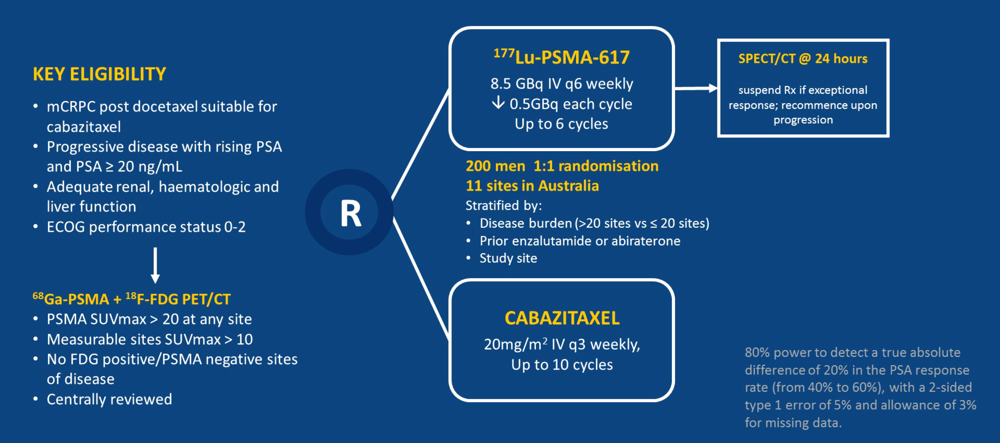 KEY ELIGIBILITY
• mCRPC post docetaxel suitable for
cabazitaxel
• Progressive disease with rising PSA
and PSA ≥ 20 ng/mL
• Adequate renal, haematologic and
liver function
• ECOG performance status 0-2
⁶⁸Ga-PSMA + ¹⁸F-FDG PET/CT
• PSMA SUVmax > 20 at any site
• Measurable sites SUVmax > 10
• No FDG positive/PSMA negative sites
of disease
• Centrally reviewed
R
¹⁷⁷Lu-PSMA-617
8.5 GBq IV q6 weekly
↓ 0.5GBq each cycle
Up to 6 cycles
SPECT/CT @ 24 hours
suspend Rx if exceptional
response; recommence upon
progression
200 men 1:1 randomisation
11 sites in Australia
Stratified by:
• Disease burden (>20 sites vs ≤ 20 sites)
• Prior enzalutamide or abiraterone
• Study site
CABAZITAXEL
20mg/m² IV q3 weekly,
Up to 10 cycles
80% power to detect a true absolute
difference of 20% in the PSA response
rate (from 40% to 60%), with a 2-sided
type 1 error of 5% and allowance of 3%
for missing data.